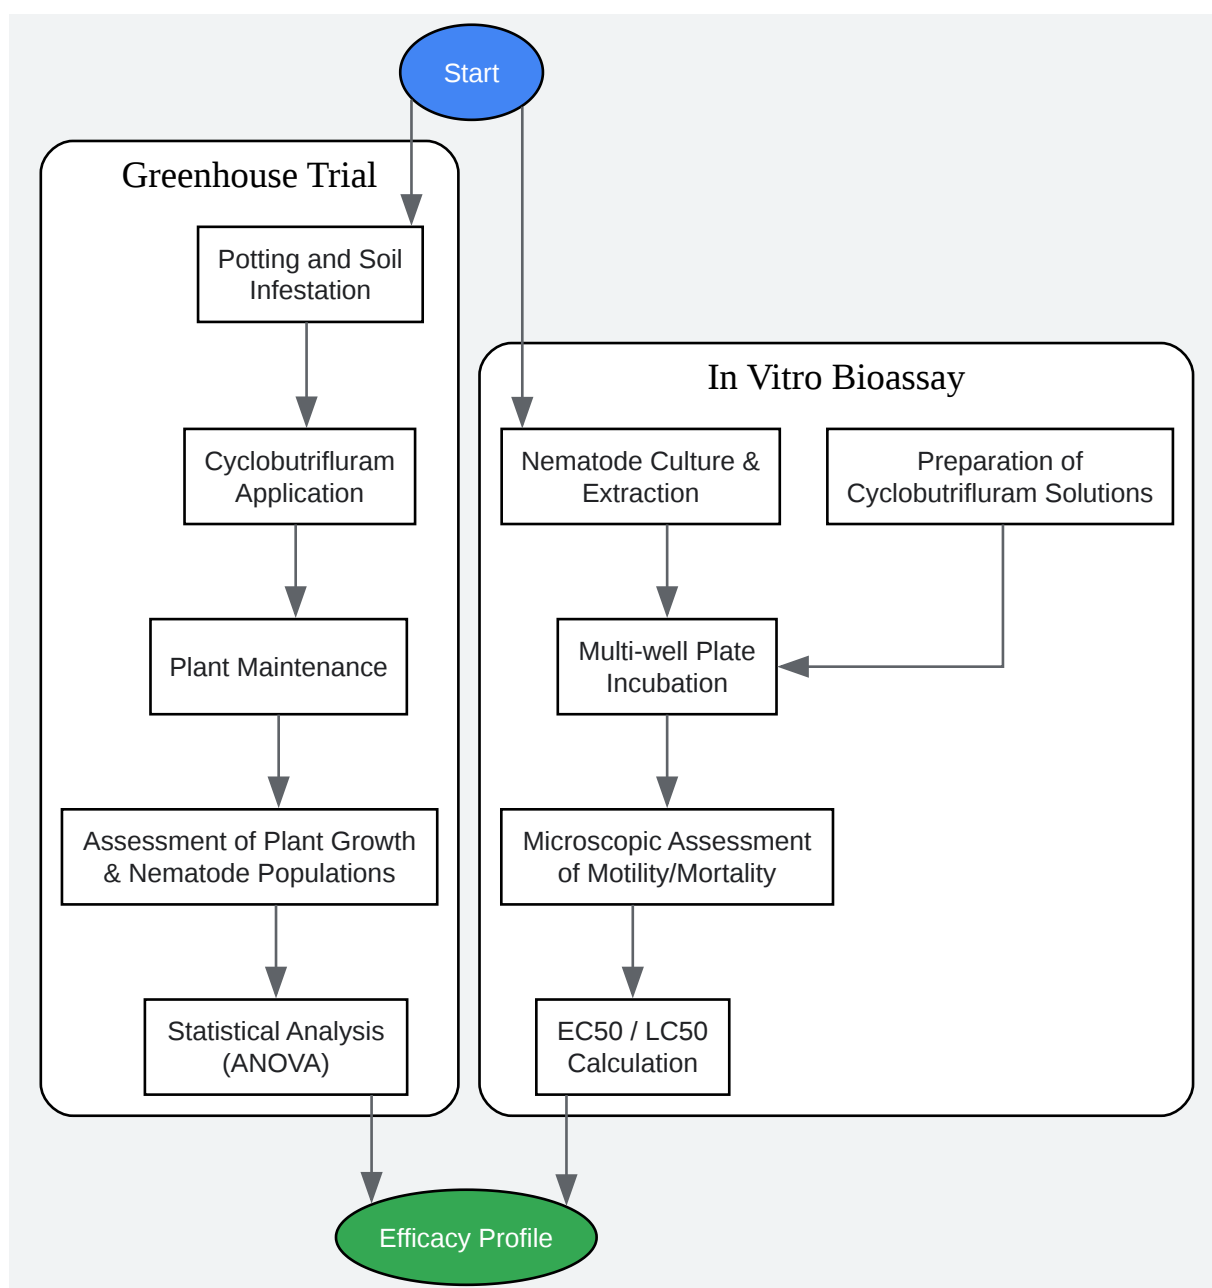 Start
Greenhouse Trial
Potting and Soil
Infestation
Cyclobutrifluram
Application
Plant Maintenance
Assessment of Plant Growth
& Nematode Populations
Statistical Analysis
(ANOVA)
In Vitro Bioassay
Nematode Culture &
Extraction
Preparation of
Cyclobutrifluram Solutions
Multi-well Plate
Incubation
Microscopic Assessment
of Motility/Mortality
EC50 / LC50
Calculation
Efficacy Profile